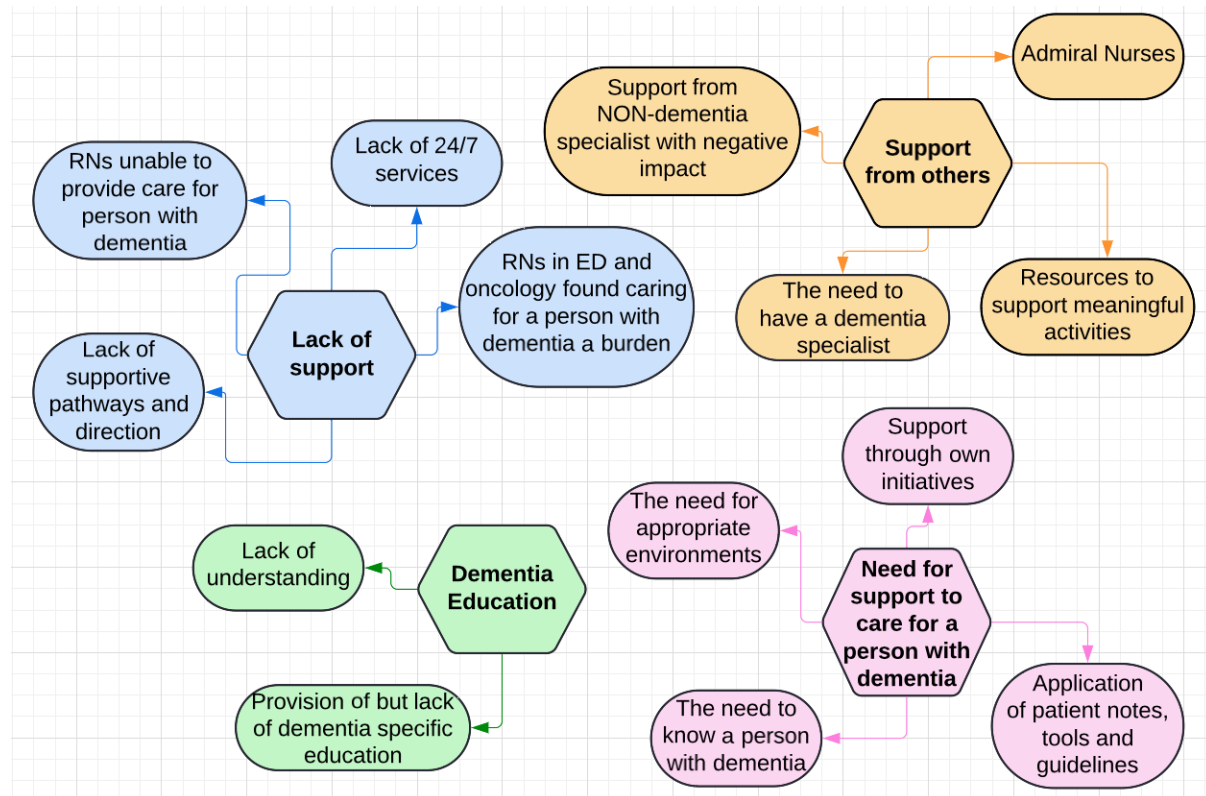 RNs unable to
provide care for
person with
dementia
Lack of 24/7
services
RNs in ED and
oncology found caring
for a person with
dementia a burden
Lack of
support
Lack of
supportive
pathways and
direction
Support from
NON-dementia
specialist with negative
impact
Admiral Nurses
Support
from others
The need to
have a dementia
specialist
Resources to
support meaningful
activities
Lack of
understanding
Dementia
Education
Provision of but lack
of dementia specific
education
Support
through own
initiatives
The need for
appropriate
environments
Need for
support to
care for a
person with
dementia
The need to
know a person
with dementia
Application
of patient notes,
tools and
guidelines